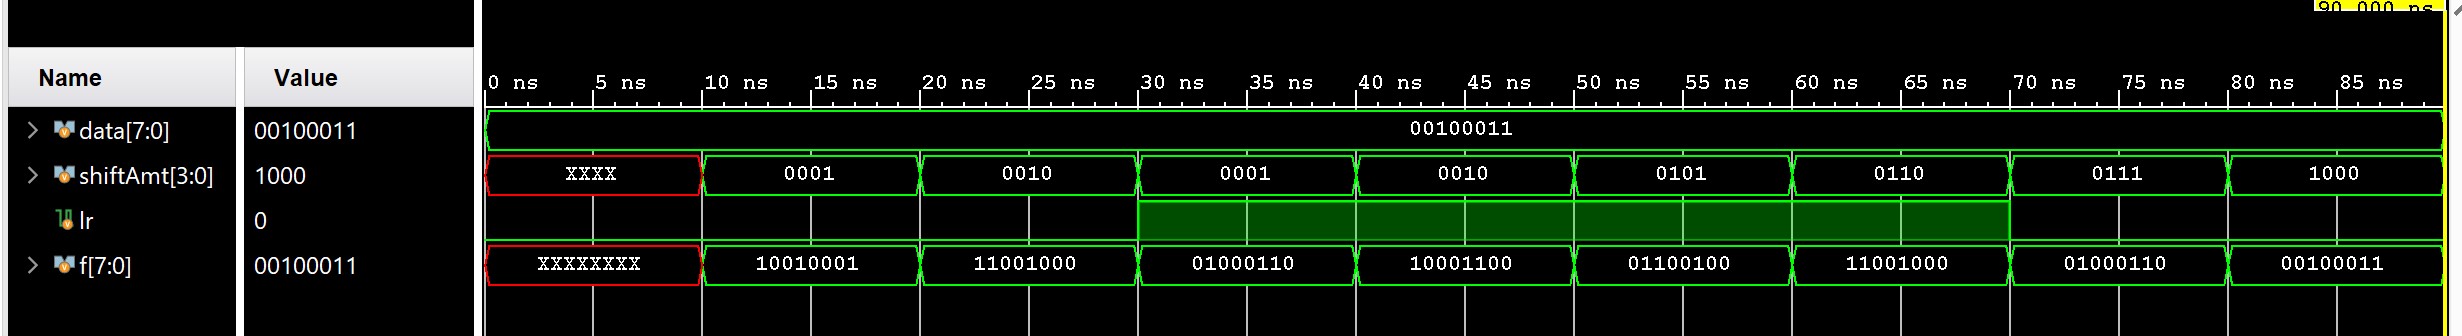 90.000 ns
Name Value
0 ns 5 ns 10 ns 15 ns 20 ns 25 ns 30 ns 35 ns 40 ns 45 ns 50 ns 55 ns 60 ns 65 ns 70 ns 75 ns 80 ns 85 ns
data[7:0] 00100011 00100011
shiftAmt[3:0] 1000 XXXX 0001 0010 0001 0010 0101 0110 0111 1000
lr 0
f[7:0] 00100011 XXXXXXXX 10010001 11001000 01000110 10001100 01100100 11001000 01000110 00100011